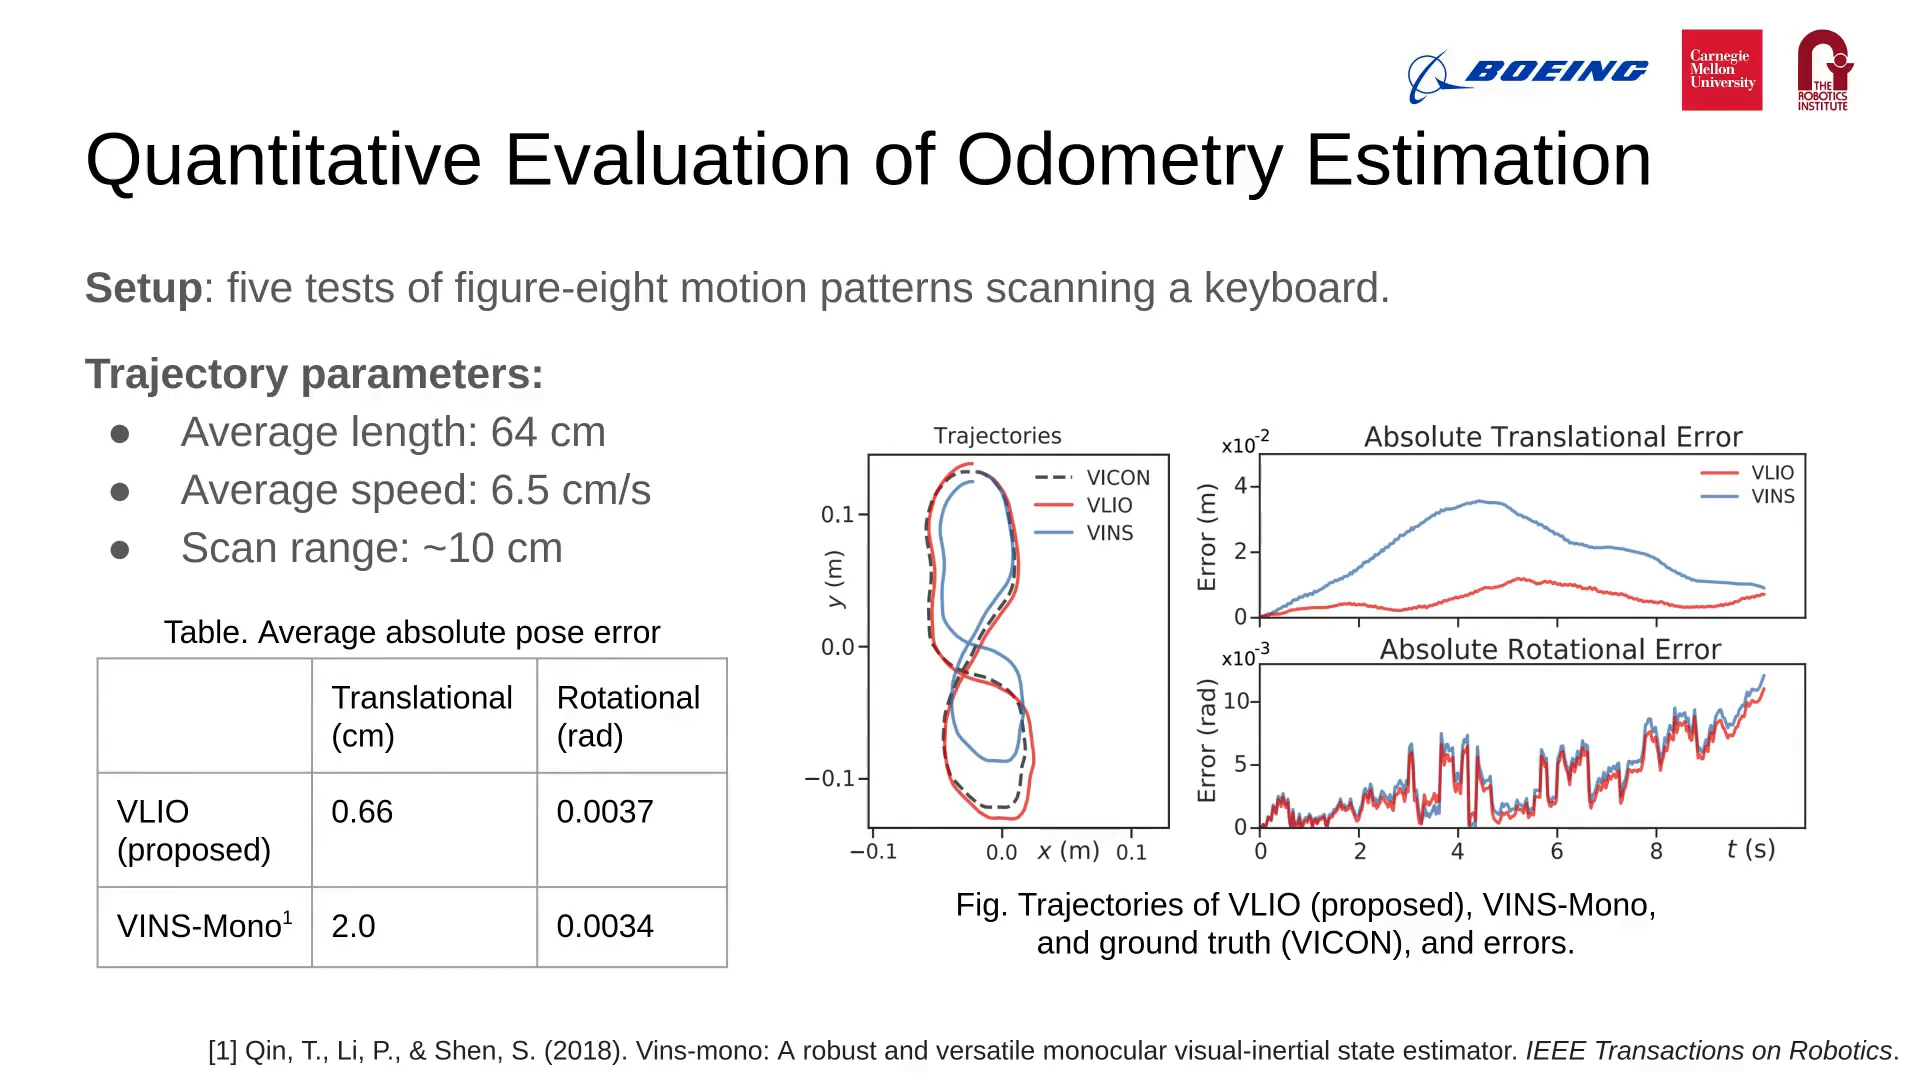 BOEING
Carnegie
Mellon
University
THE
ROBOTICS
INSTITUTE
Quantitative Evaluation of Odometry Estimation
Setup: five tests of figure-eight motion patterns scanning a keyboard.
Trajectory parameters:
● Average length: 64 cm
● Average speed: 6.5 cm/s
● Scan range: ~10 cm
Table. Average absolute pose error
Translational (cm)
Rotational (rad)
VLIO (proposed)
0.66
0.0037
VINS-Mono¹
2.0
0.0034
Trajectories
VICON
VLIO
VINS
0.1
0.0
−0.1
y (m)
−0.1
0.0
x (m)
0.1
Absolute Translational Error
x10⁻²
VLIO
VINS
4
2
0
Error (m)
Absolute Rotational Error
x10⁻³
10
5
0
Error (rad)
0
2
4
6
8
t (s)
Fig. Trajectories of VLIO (proposed), VINS-Mono,
and ground truth (VICON), and errors.
[1] Qin, T., Li, P., & Shen, S. (2018). Vins-mono: A robust and versatile monocular visual-inertial state estimator. IEEE Transactions on Robotics.